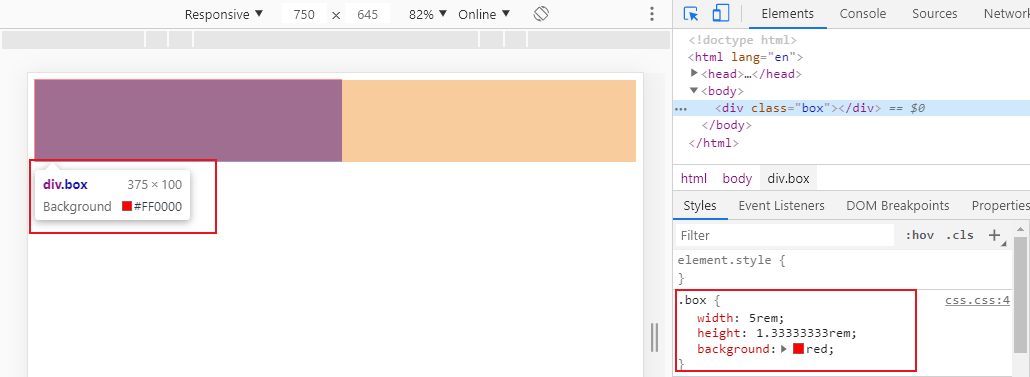 Responsive ▼ 750 × 645 82% ▼ Online ▼
Elements Console Sources Network
<!doctype html>
<html lang="en">
▶<head>…</head>
▼<body>
… <div class="box"></div> == $0
</body>
</html>
html body div.box
Styles Event Listeners DOM Breakpoints Properties
Filter :hov .cls +
element.style {
}
.box { css.css:4
width: 5rem;
height: 1.33333333rem;
background: ▶ red;
}
div.box 375 × 100
Background #FF0000